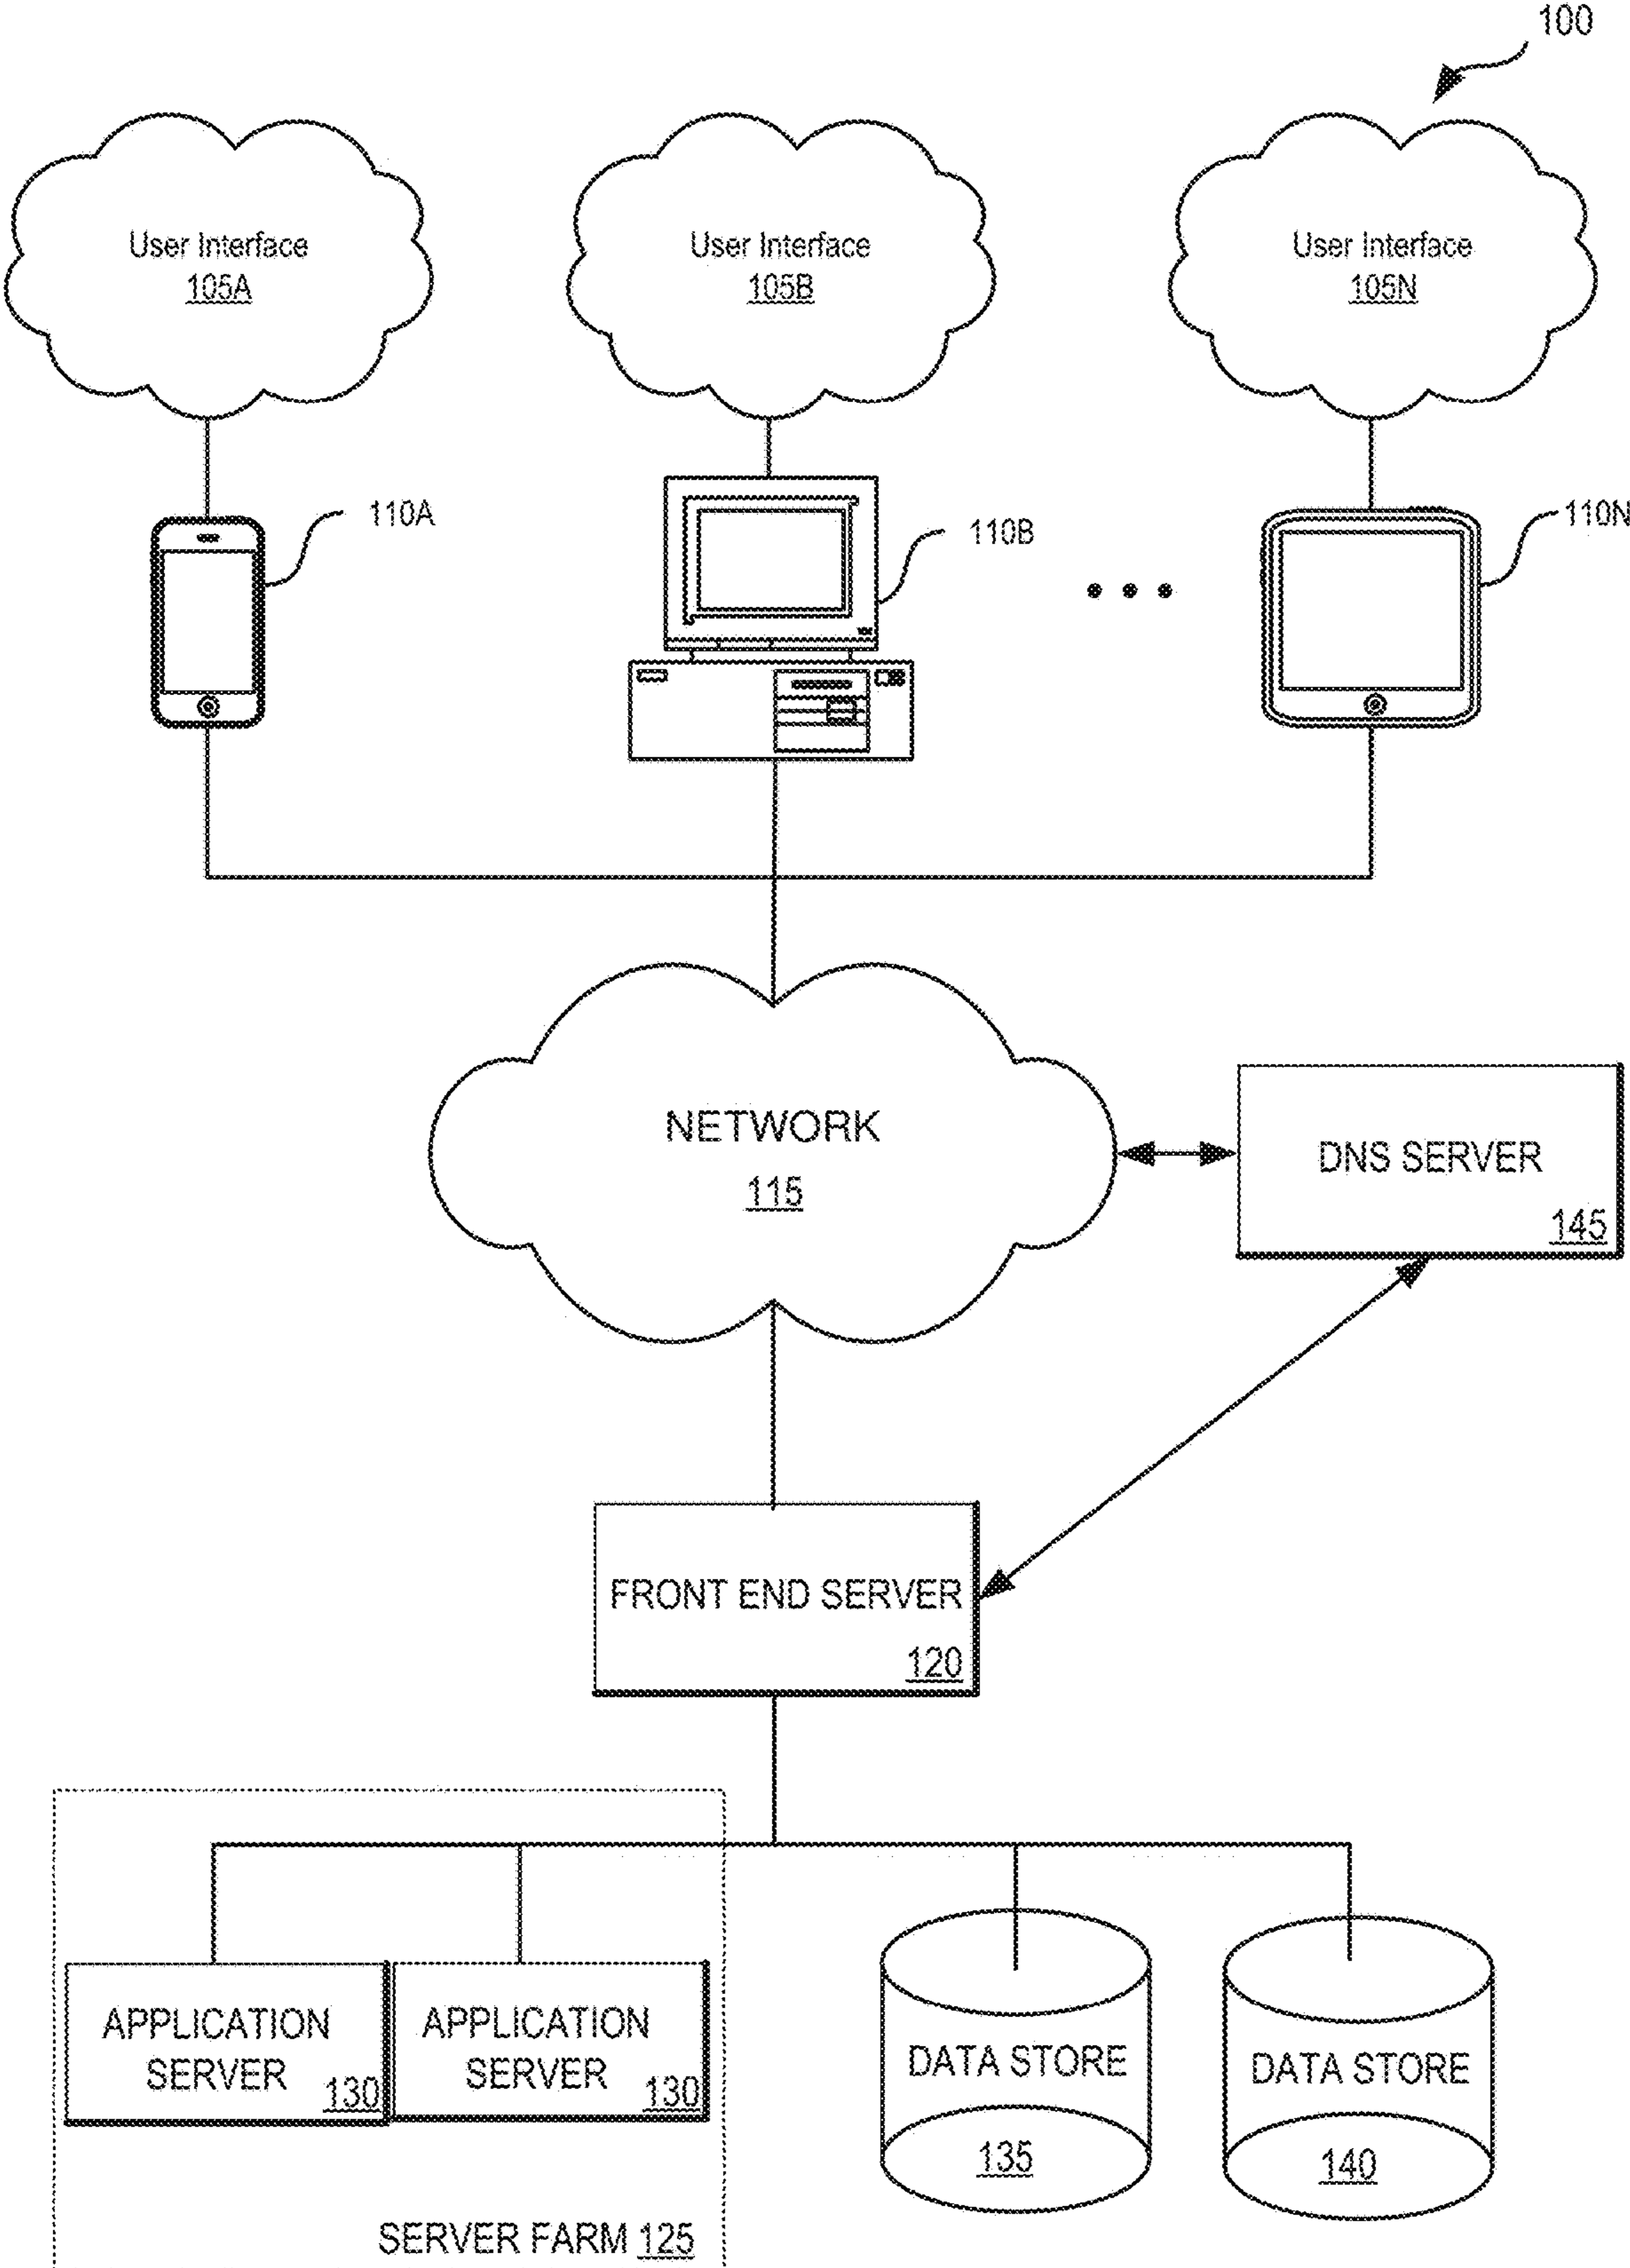 100
User Interface
105A
User Interface
105B
User Interface
105N
110A
110B
110N
NETWORK
115
DNS SERVER
145
FRONT END SERVER
120
APPLICATION
SERVER
130
APPLICATION
SERVER
130
DATA STORE
135
DATA STORE
140
SERVER FARM 125